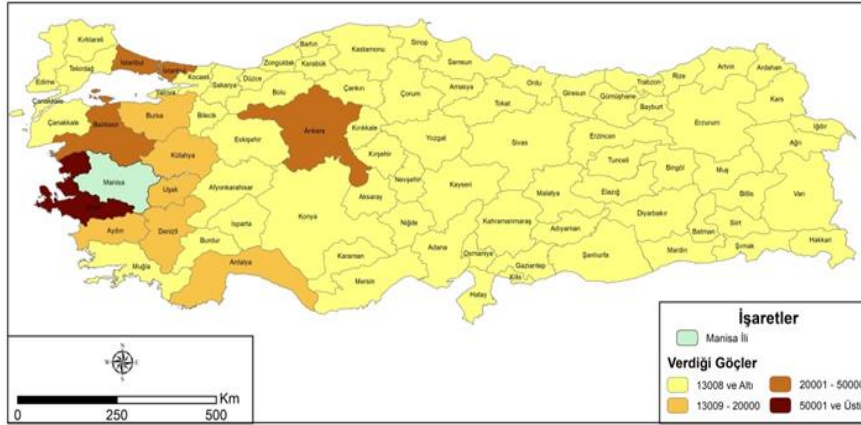 Kırklareli
Edirne
Tekirdağ
İstanbul
İstanbul
Kocaeli
Yalova
Sakarya
Düzce
Zonguldak
Bartın
Karabük
Kastamonu
Sinop
Samsun
Ordu
Giresun
Trabzon
Rize
Artvin
Ardahan
Kars
Iğdır
Ağrı
Çanakkale
Çanakkale
Balıkesir
Bursa
Bilecik
Bolu
Çankırı
Çorum
Amasya
Tokat
Gümüşhane
Bayburt
Erzurum
Eskişehir
Ankara
Kırıkkale
Yozgat
Sivas
Erzincan
Kütahya
Kırşehir
Tunceli
Bingöl
Muş
Manisa
Uşak
Afyonkarahisar
Nevşehir
Kayseri
Malatya
Elazığ
Bitlis
Van
Aksaray
Konya
Isparta
Aydın
Denizli
Burdur
Niğde
Kahramanmaraş
Adıyaman
Diyarbakır
Batman
Siirt
Hakkari
Muğla
Antalya
Karaman
Adana
Osmaniye
Gaziantep
Şanlıurfa
Mardin
Şırnak
Mersin
Kilis
Hatay
İşaretler
Manisa İli
Verdiği Göçler
13008 ve Altı
20001 - 50000
13009 - 20000
50001 ve Üstü
N
W
E
S
Km
0
250
500